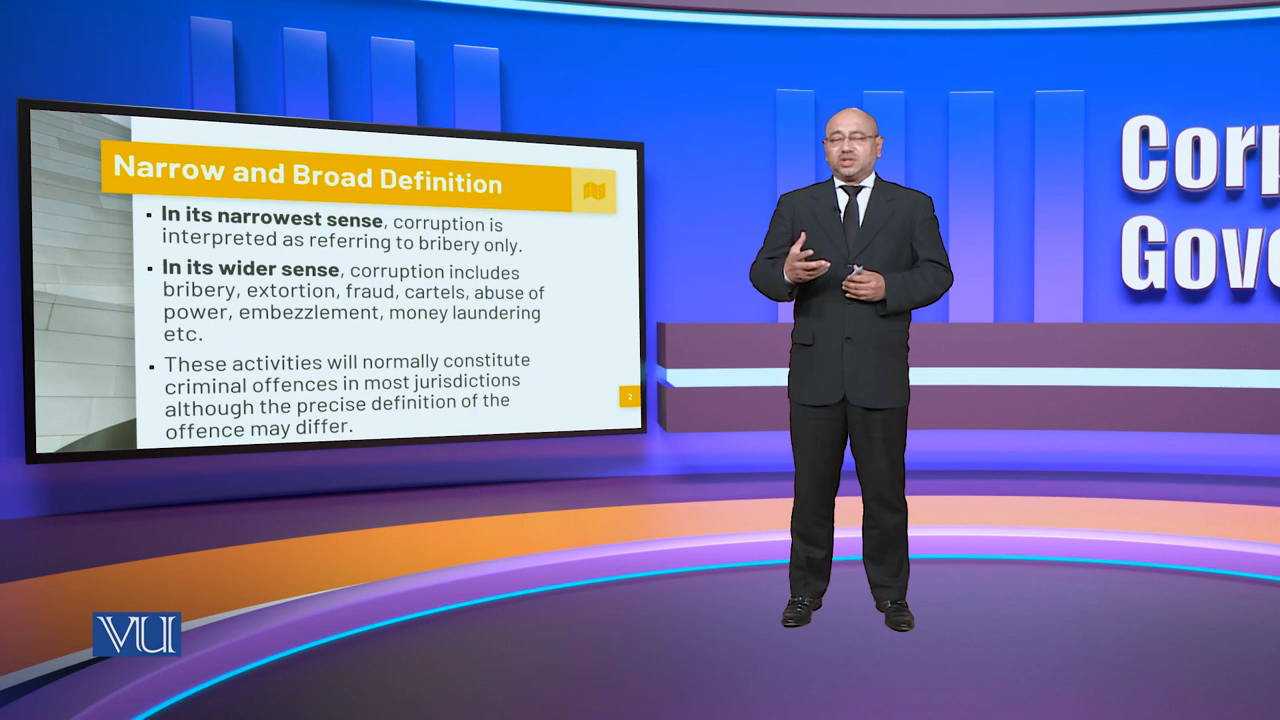 Narrow and Broad Definition
▪ In its narrowest sense, corruption is
interpreted as referring to bribery only.
▪ In its wider sense, corruption includes
bribery, extortion, fraud, cartels, abuse of
power, embezzlement, money laundering
etc.
▪ These activities will normally constitute
criminal offences in most jurisdictions
although the precise definition of the
offence may differ.
2
Corp
Gove
VU